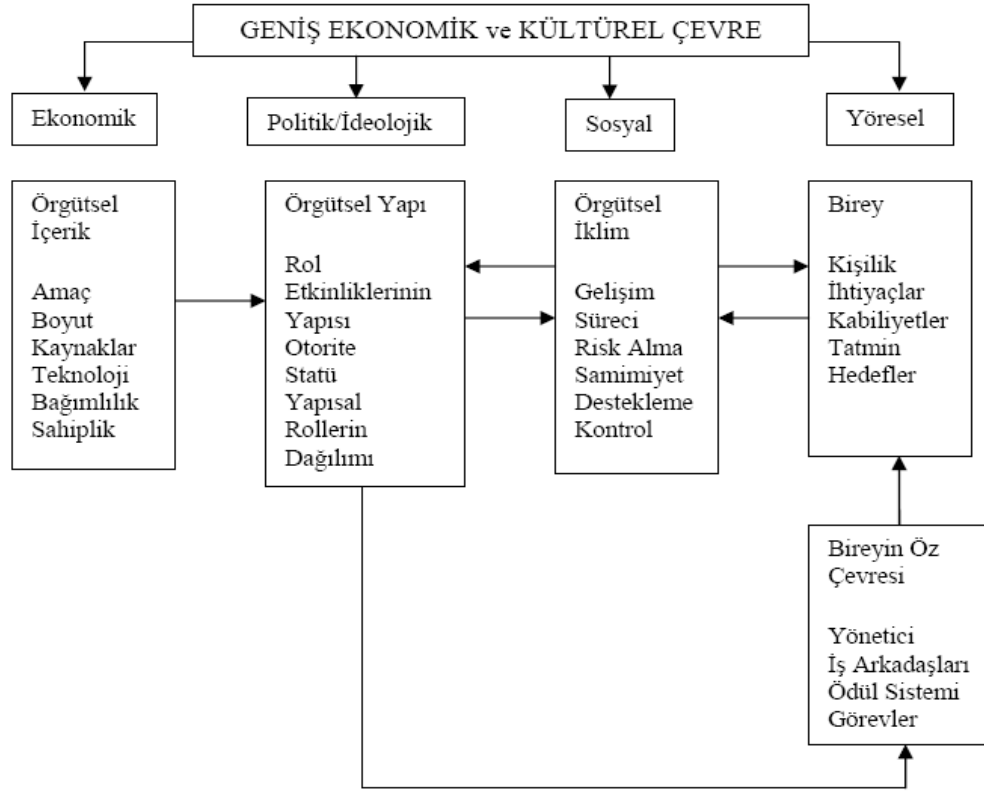 GENİŞ EKONOMİK ve KÜLTÜREL ÇEVRE
Ekonomik
Politik/İdeolojik
Sosyal
Yöresel
Örgütsel
İçerik
Amaç
Boyut
Kaynaklar
Teknoloji
Bağımlılık
Sahiplik
Örgütsel Yapı
Rol
Etkinliklerinin
Yapısı
Otorite
Statü
Yapısal
Rollerin
Dağılımı
Örgütsel
İklim
Gelişim
Süreci
Risk Alma
Samimiyet
Destekleme
Kontrol
Birey
Kişilik
İhtiyaçlar
Kabiliyetler
Tatmin
Hedefler
Bireyin Öz
Çevresi
Yönetici
İş Arkadaşları
Ödül Sistemi
Görevler